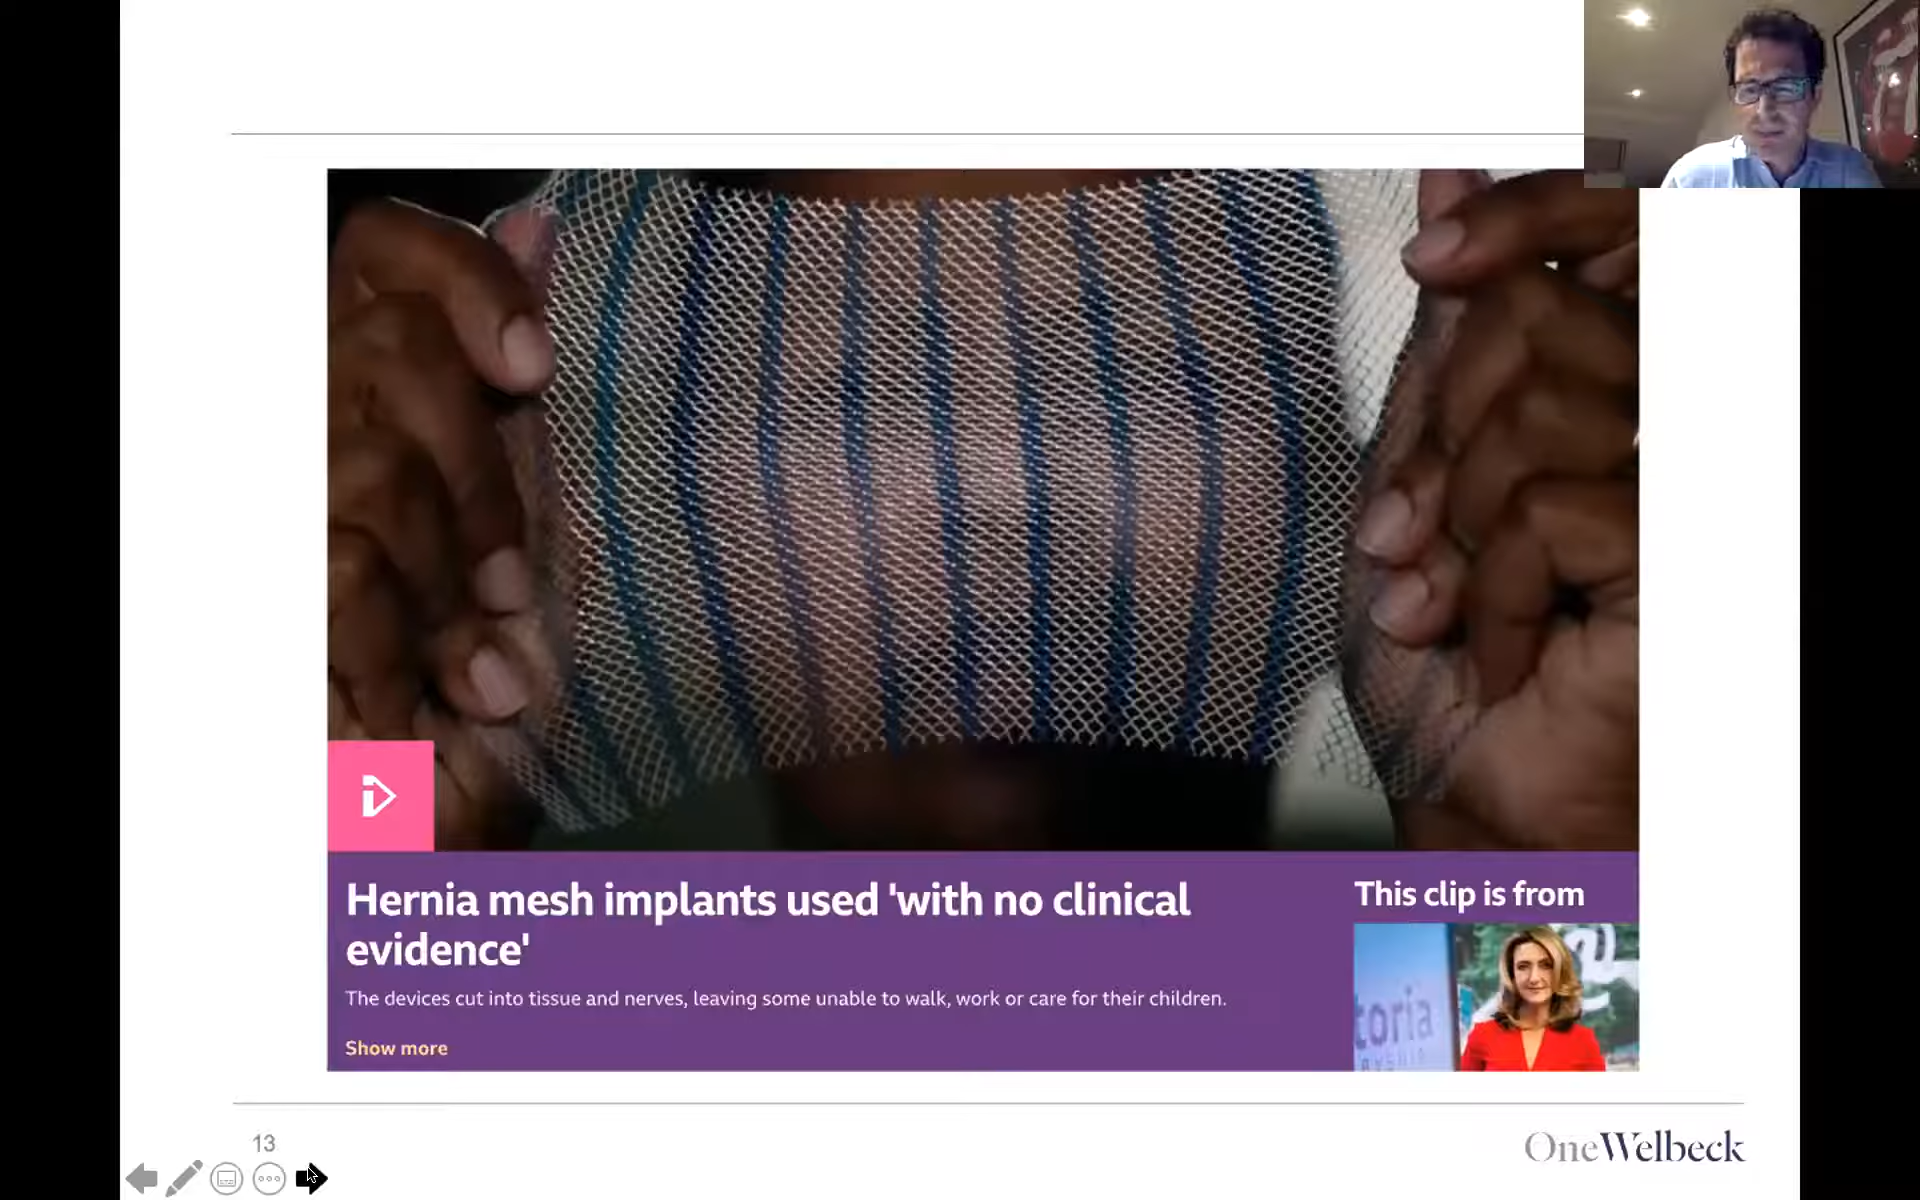 Hernia mesh implants used 'with no clinical
evidence'
The devices cut into tissue and nerves, leaving some unable to walk, work or care for their children.
Show more
This clip is from
toria
13
OneWelbeck